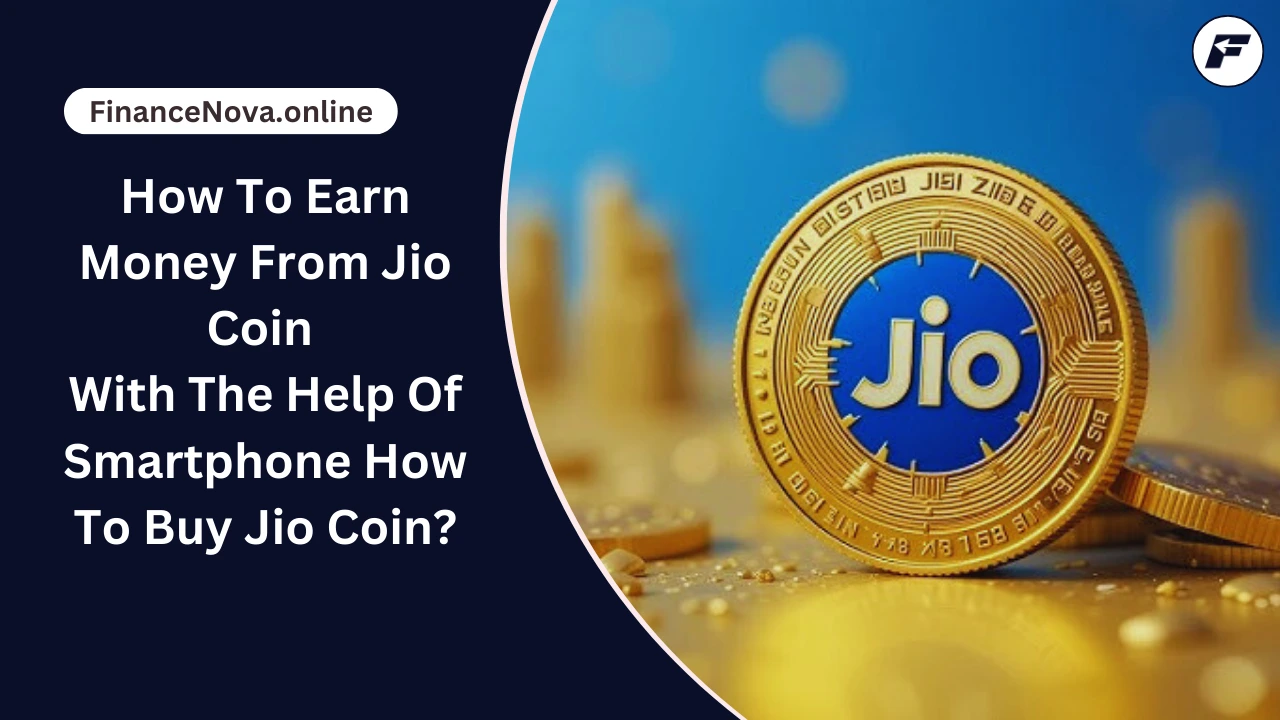 FinanceNova.online
How To Earn
Money From Jio
Coin
With The Help Of
Smartphone How
To Buy Jio Coin?
Jio
F